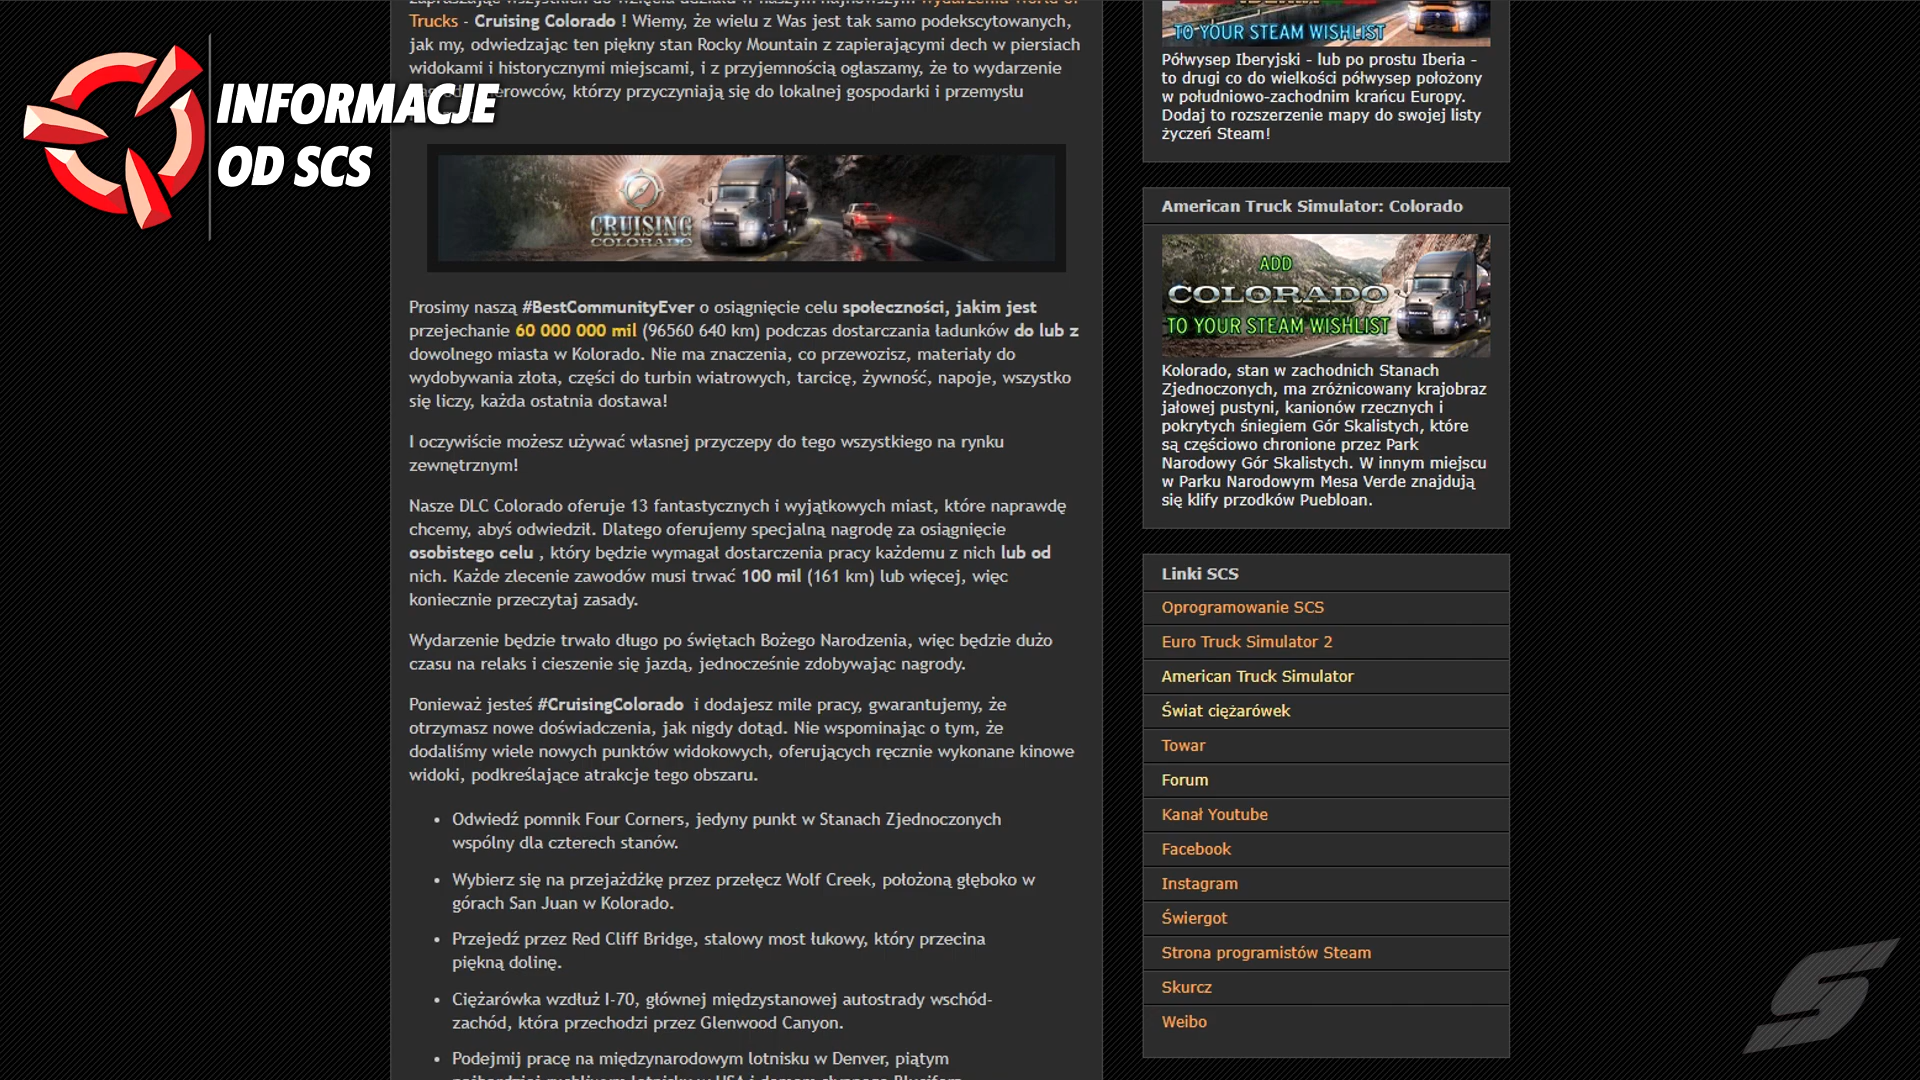 INFORMACJE
OD SCS
Trucks - Cruising Colorado ! Wiemy, że wielu z Was jest tak samo podekscytowanych,
jak my, odwiedzając ten piękny stan Rocky Mountain z zapierającymi dech w piersiach
widokami i historycznymi miejscami, i z przyjemnością ogłaszamy, że to wydarzenie
kierowców, którzy przyczyniają się do lokalnej gospodarki i przemysłu
CRUISING
COLORADO
Prosimy naszą #BestCommunityEver o osiągnięcie celu społeczności, jakim jest
przejechanie 60 000 000 mil (96560 640 km) podczas dostarczania ładunków do lub z
dowolnego miasta w Kolorado. Nie ma znaczenia, co przewozisz, materiały do
wydobywania złota, części do turbin wiatrowych, tarcicę, żywność, napoje, wszystko
się liczy, każda ostatnia dostawa!
I oczywiście możesz używać własnej przyczepy do tego wszystkiego na rynku
zewnętrznym!
Nasze DLC Colorado oferuje 13 fantastycznych i wyjątkowych miast, które naprawdę
chcemy, abyś odwiedził. Dlatego oferujemy specjalną nagrodę za osiągnięcie
osobistego celu , który będzie wymagał dostarczenia pracy każdemu z nich lub od
nich. Każde zlecenie zawodów musi trwać 100 mil (161 km) lub więcej, więc
koniecznie przeczytaj zasady.
Wydarzenie będzie trwało długo po świętach Bożego Narodzenia, więc będzie dużo
czasu na relaks i cieszenie się jazdą, jednocześnie zdobywając nagrody.
Ponieważ jesteś #CruisingColorado i dodajesz mile pracy, gwarantujemy, że
otrzymasz nowe doświadczenia, jak nigdy dotąd. Nie wspominając o tym, że
dodaliśmy wiele nowych punktów widokowych, oferujących ręcznie wykonane kinowe
widoki, podkreślające atrakcje tego obszaru.
• Odwiedź pomnik Four Corners, jedyny punkt w Stanach Zjednoczonych
wspólny dla czterech stanów.
• Wybierz się na przejażdżkę przez przełęcz Wolf Creek, położoną głęboko w
górach San Juan w Kolorado.
• Przejedź przez Red Cliff Bridge, stalowy most łukowy, który przecina
piękną dolinę.
• Ciężarówka wzdłuż I-70, głównej międzystanowej autostrady wschód-
zachód, która przechodzi przez Glenwood Canyon.
• Podejmij pracę na międzynarodowym lotnisku w Denver, piątym
TO YOUR STEAM WISHLIST
Półwysep Iberyjski - lub po prostu Iberia -
to drugi co do wielkości półwysep położony
w południowo-zachodnim krańcu Europy.
Dodaj to rozszerzenie mapy do swojej listy
życzeń Steam!
American Truck Simulator: Colorado
ADD
COLORADO
TO YOUR STEAM WISHLIST
Kolorado, stan w zachodnich Stanach
Zjednoczonych, ma zróżnicowany krajobraz
jałowej pustyni, kanionów rzecznych i
pokrytych śniegiem Gór Skalistych, które
są częściowo chronione przez Park
Narodowy Gór Skalistych. W innym miejscu
w Parku Narodowym Mesa Verde znajdują
się klify przodków Puebloan.
Linki SCS
Oprogramowanie SCS
Euro Truck Simulator 2
American Truck Simulator
Świat ciężarówek
Towar
Forum
Kanał Youtube
Facebook
Instagram
Świergot
Strona programistów Steam
Skurcz
Weibo